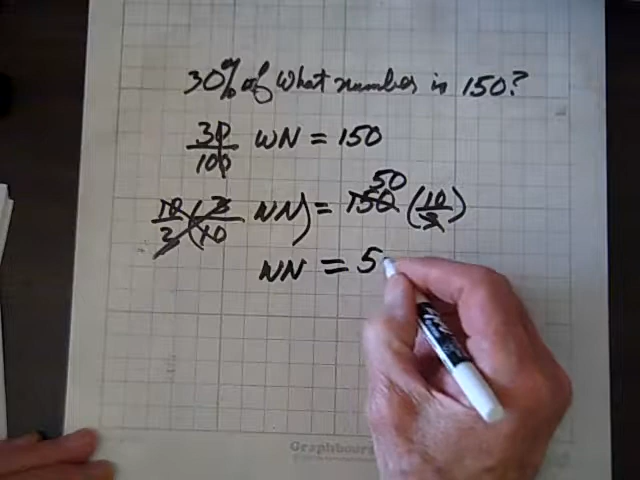 30% of What number is 150?
30/100 WN = 150
10/3 (3/10 WN) = 150 50 (10/3)
WN = 5
Graphboard